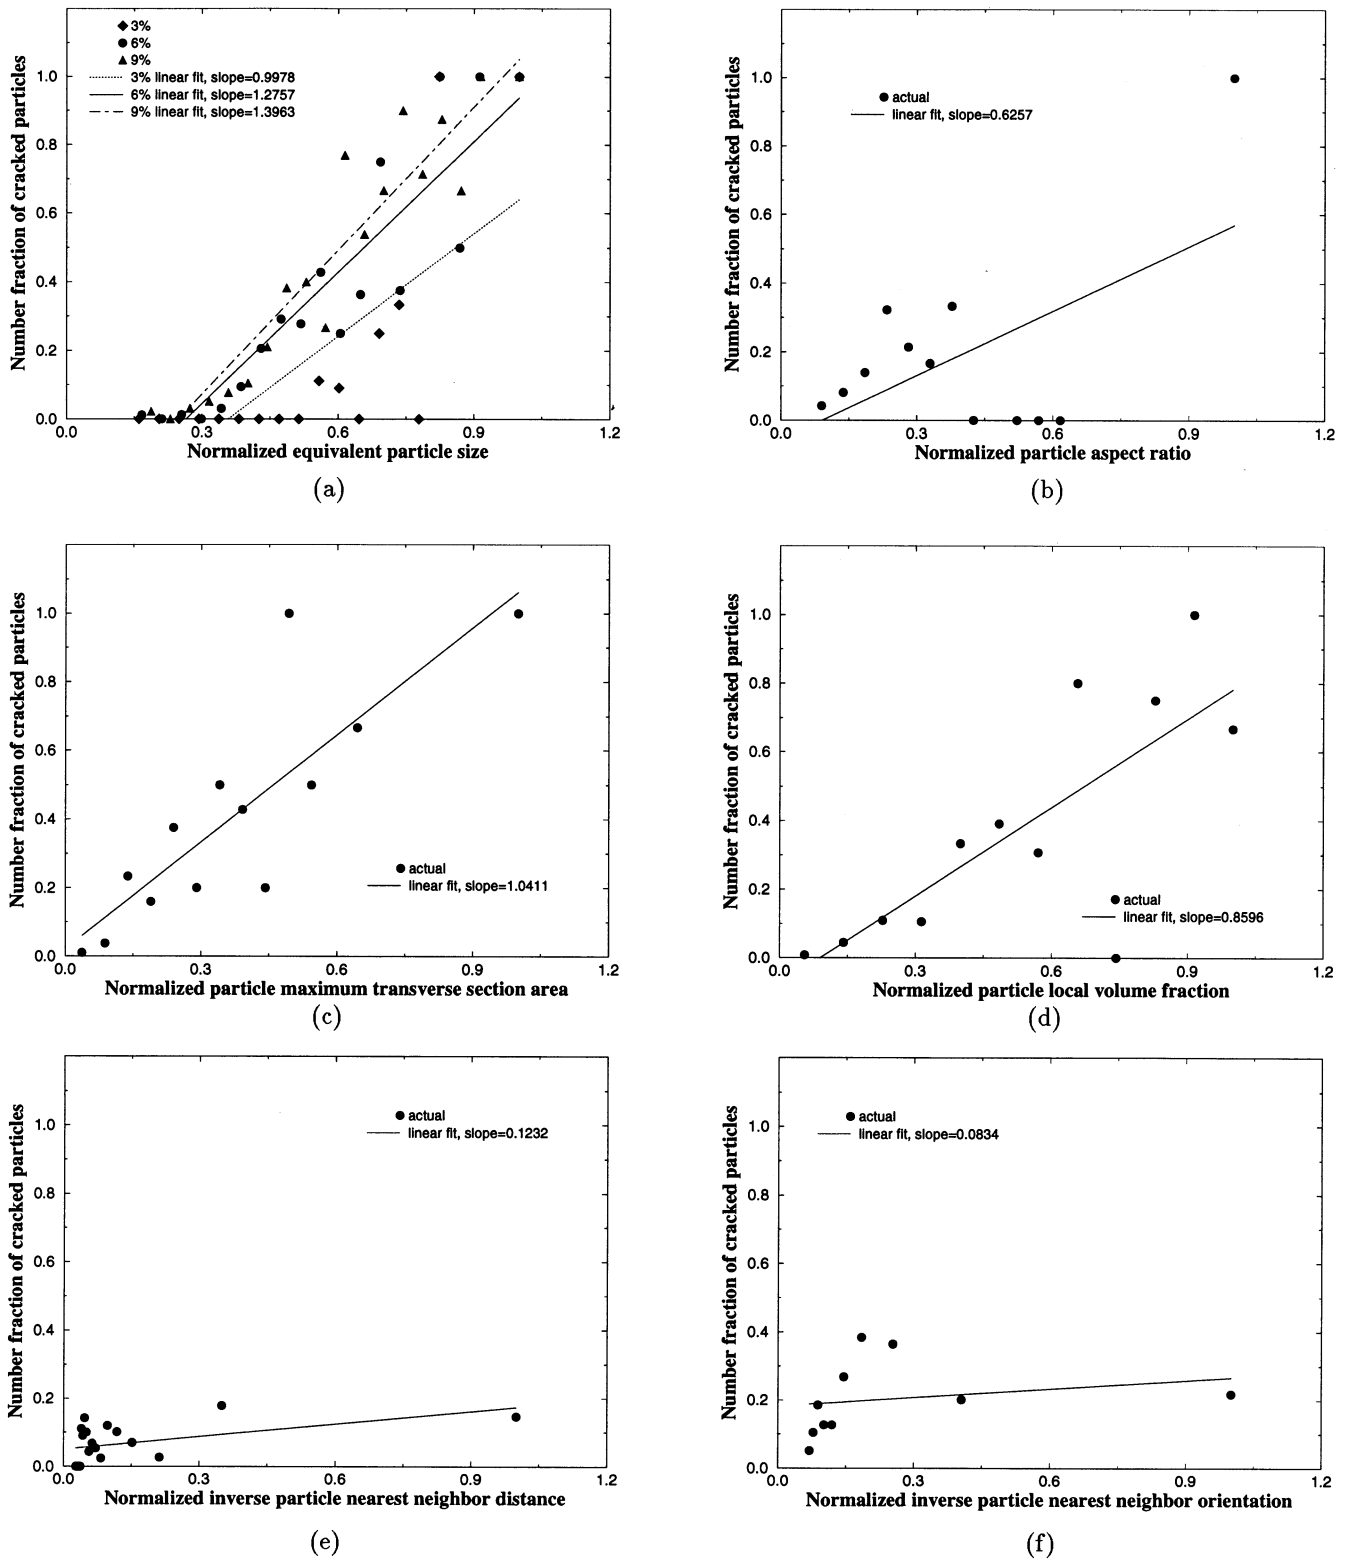 3%
6%
9%
3% linear fit, slope=0.9978
6% linear fit, slope=1.2757
9% linear fit, slope=1.3963
Number fraction of cracked particles
1.0
0.8
0.6
0.4
0.2
0.0
0.0 0.3 0.6 0.9 1.2
Normalized equivalent particle size
(a)
actual
linear fit, slope=0.6257
Number fraction of cracked particles
1.0
0.8
0.6
0.4
0.2
0.0
0.0 0.3 0.6 0.9 1.2
Normalized particle aspect ratio
(b)
Number fraction of cracked particles
1.0
0.8
0.6
0.4
0.2
0.0
actual
linear fit, slope=1.0411
0.0 0.3 0.6 0.9 1.2
Normalized particle maximum transverse section area
(c)
Number fraction of cracked particles
1.0
0.8
0.6
0.4
0.2
0.0
actual
linear fit, slope=0.8596
0.0 0.3 0.6 0.9 1.2
Normalized particle local volume fraction
(d)
actual
linear fit, slope=0.1232
Number fraction of cracked particles
1.0
0.8
0.6
0.4
0.2
0.0
0.0 0.3 0.6 0.9 1.2
Normalized inverse particle nearest neighbor distance
(e)
actual
linear fit, slope=0.0834
Number fraction of cracked particles
1.0
0.8
0.6
0.4
0.2
0.0
0.0 0.3 0.6 0.9 1.2
Normalized inverse particle nearest neighbor orientation
(f)